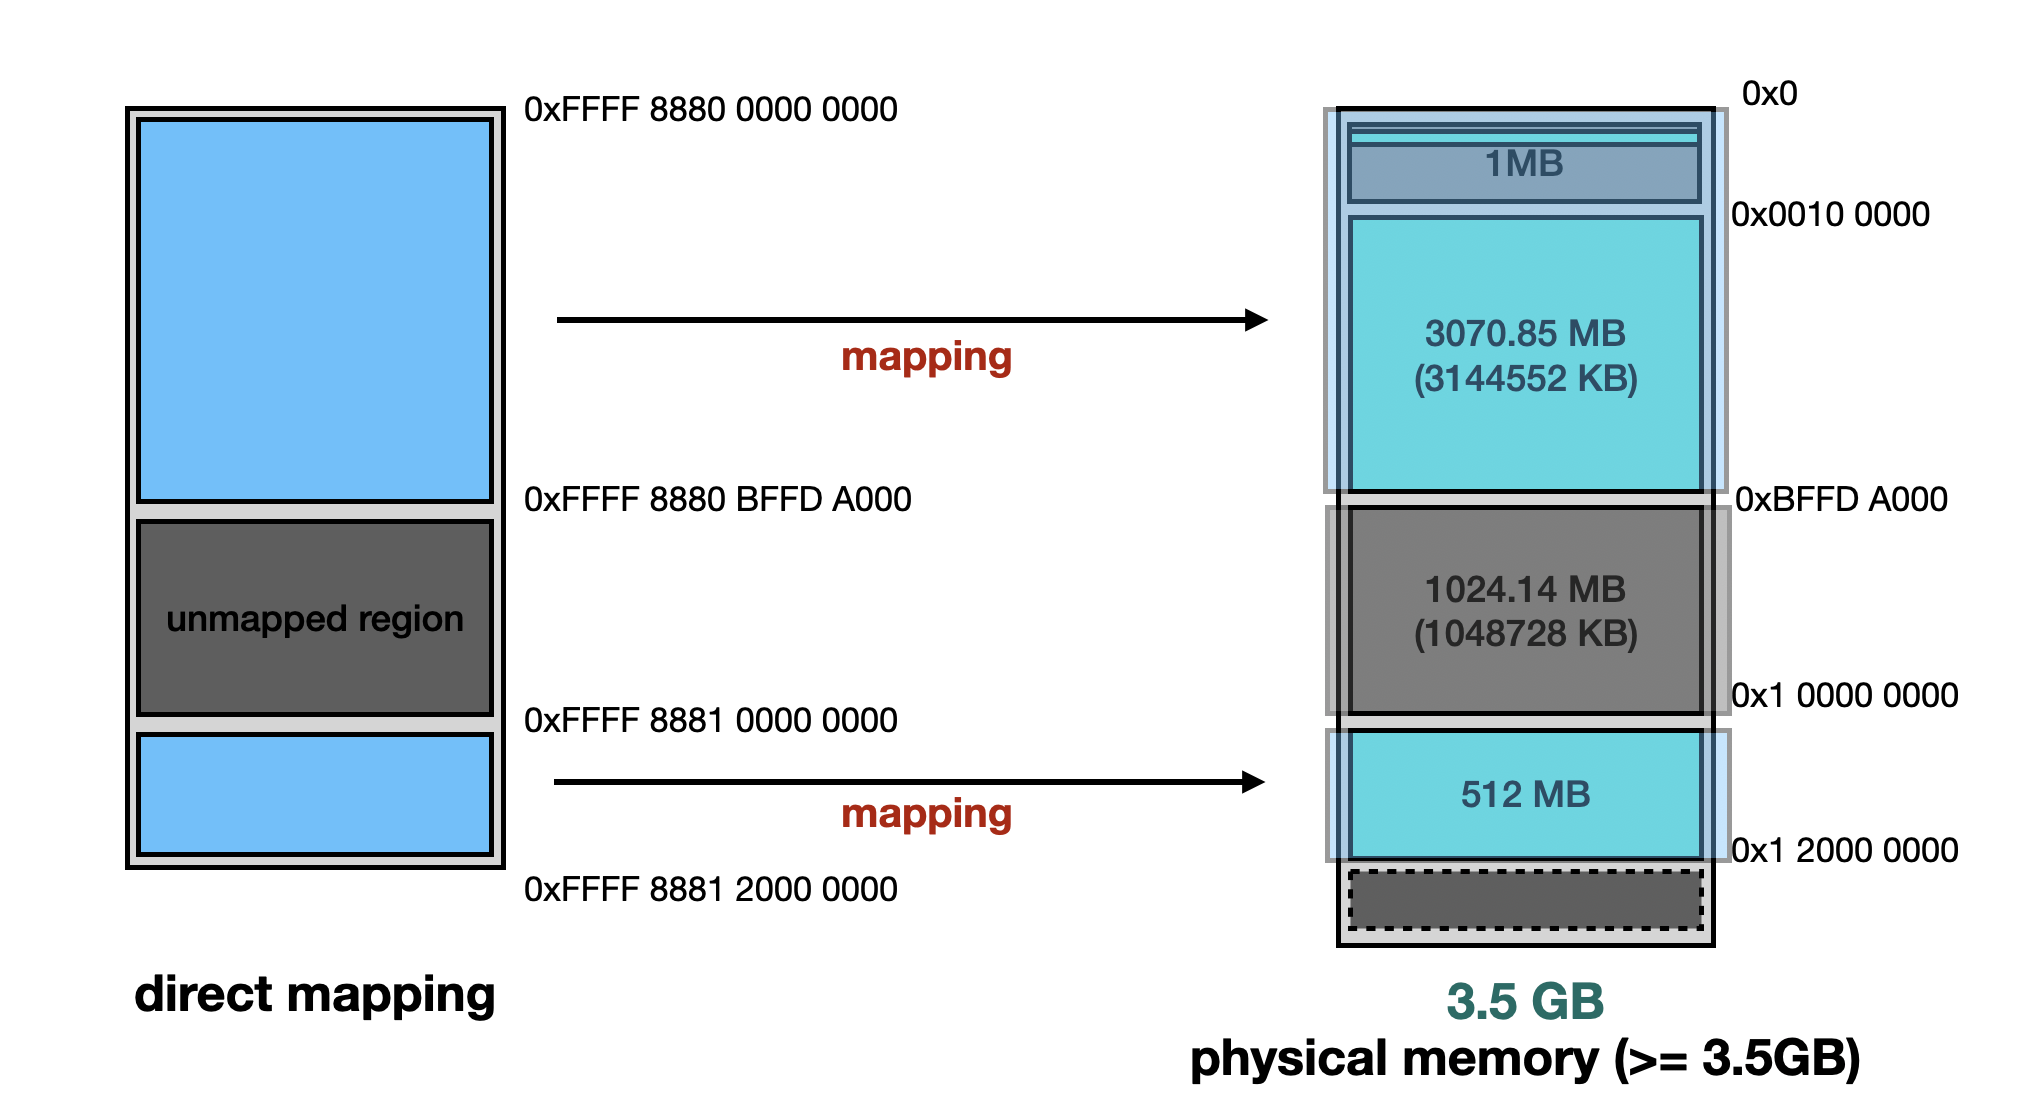 0x0
0xFFFF 8880 0000 0000
1MB
0x0010 0000
3070.85 MB
(3144552 KB)
mapping
0xFFFF 8880 BFFD A000
0xBFFD A000
1024.14 MB
(1048728 KB)
unmapped region
0x1 0000 0000
0xFFFF 8881 0000 0000
512 MB
mapping
0x1 2000 0000
0xFFFF 8881 2000 0000
direct mapping
3.5 GB
physical memory (>= 3.5GB)